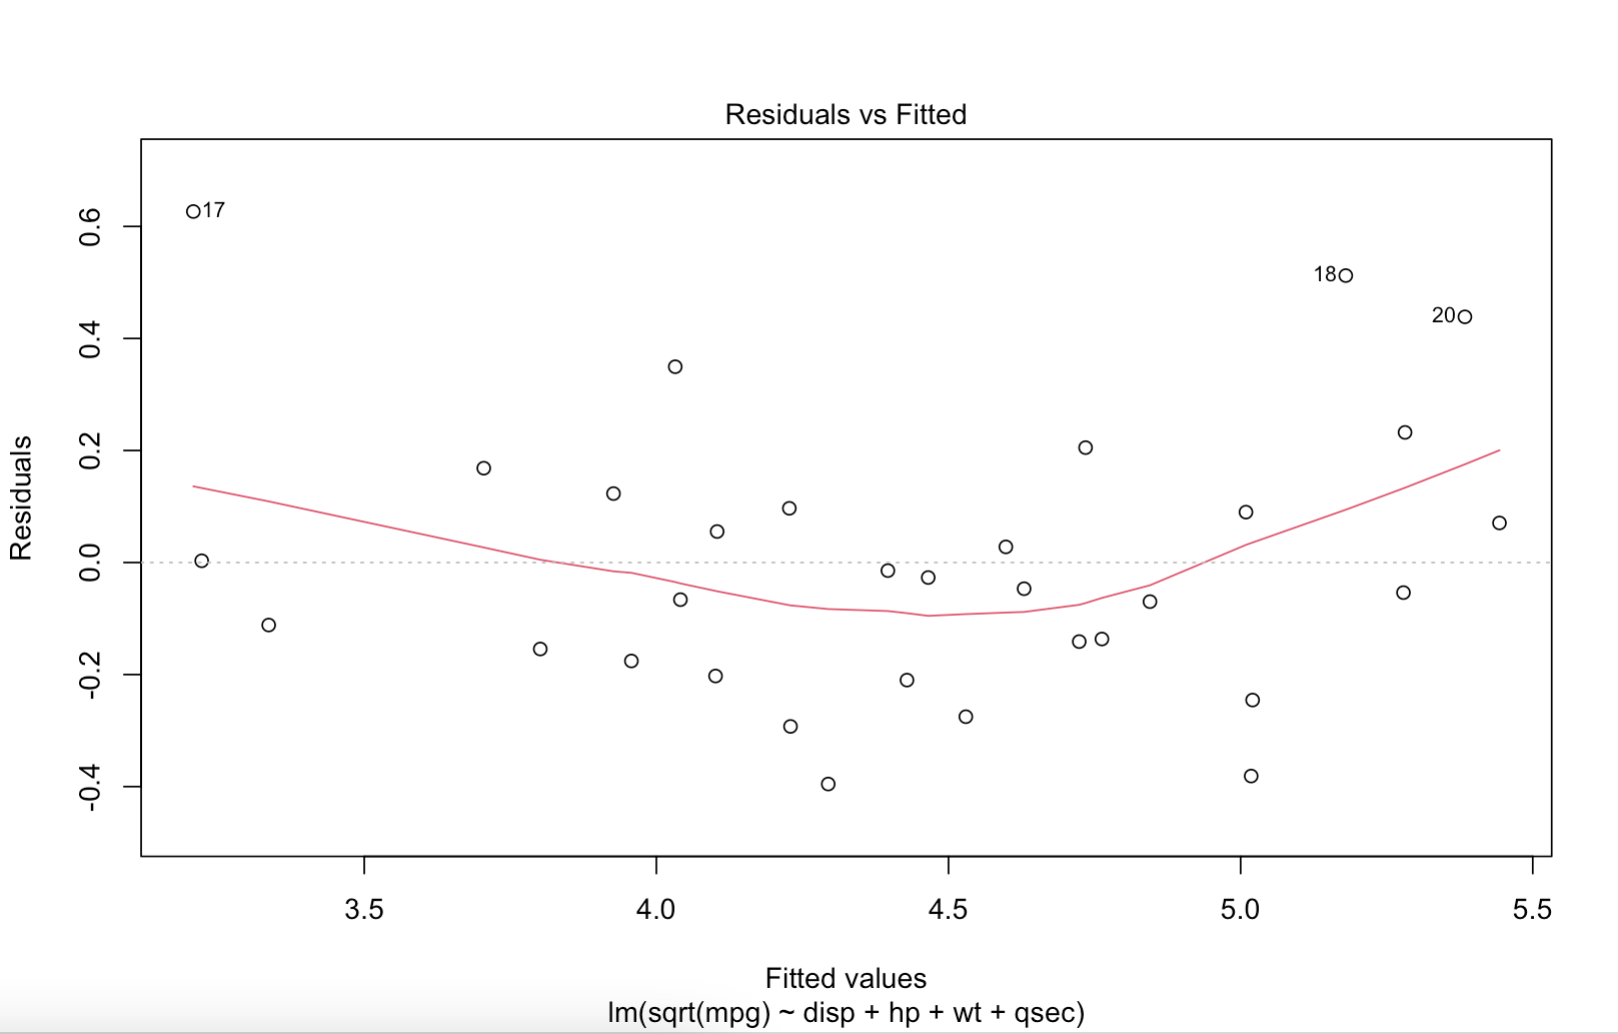 Residuals vs Fitted
Residuals
0.6
0.4
0.2
0.0
-0.2
-0.4
17
18
20
3.5 4.0 4.5 5.0 5.5
Fitted values
lm(sqrt(mpg) ~ disp + hp + wt + qsec)